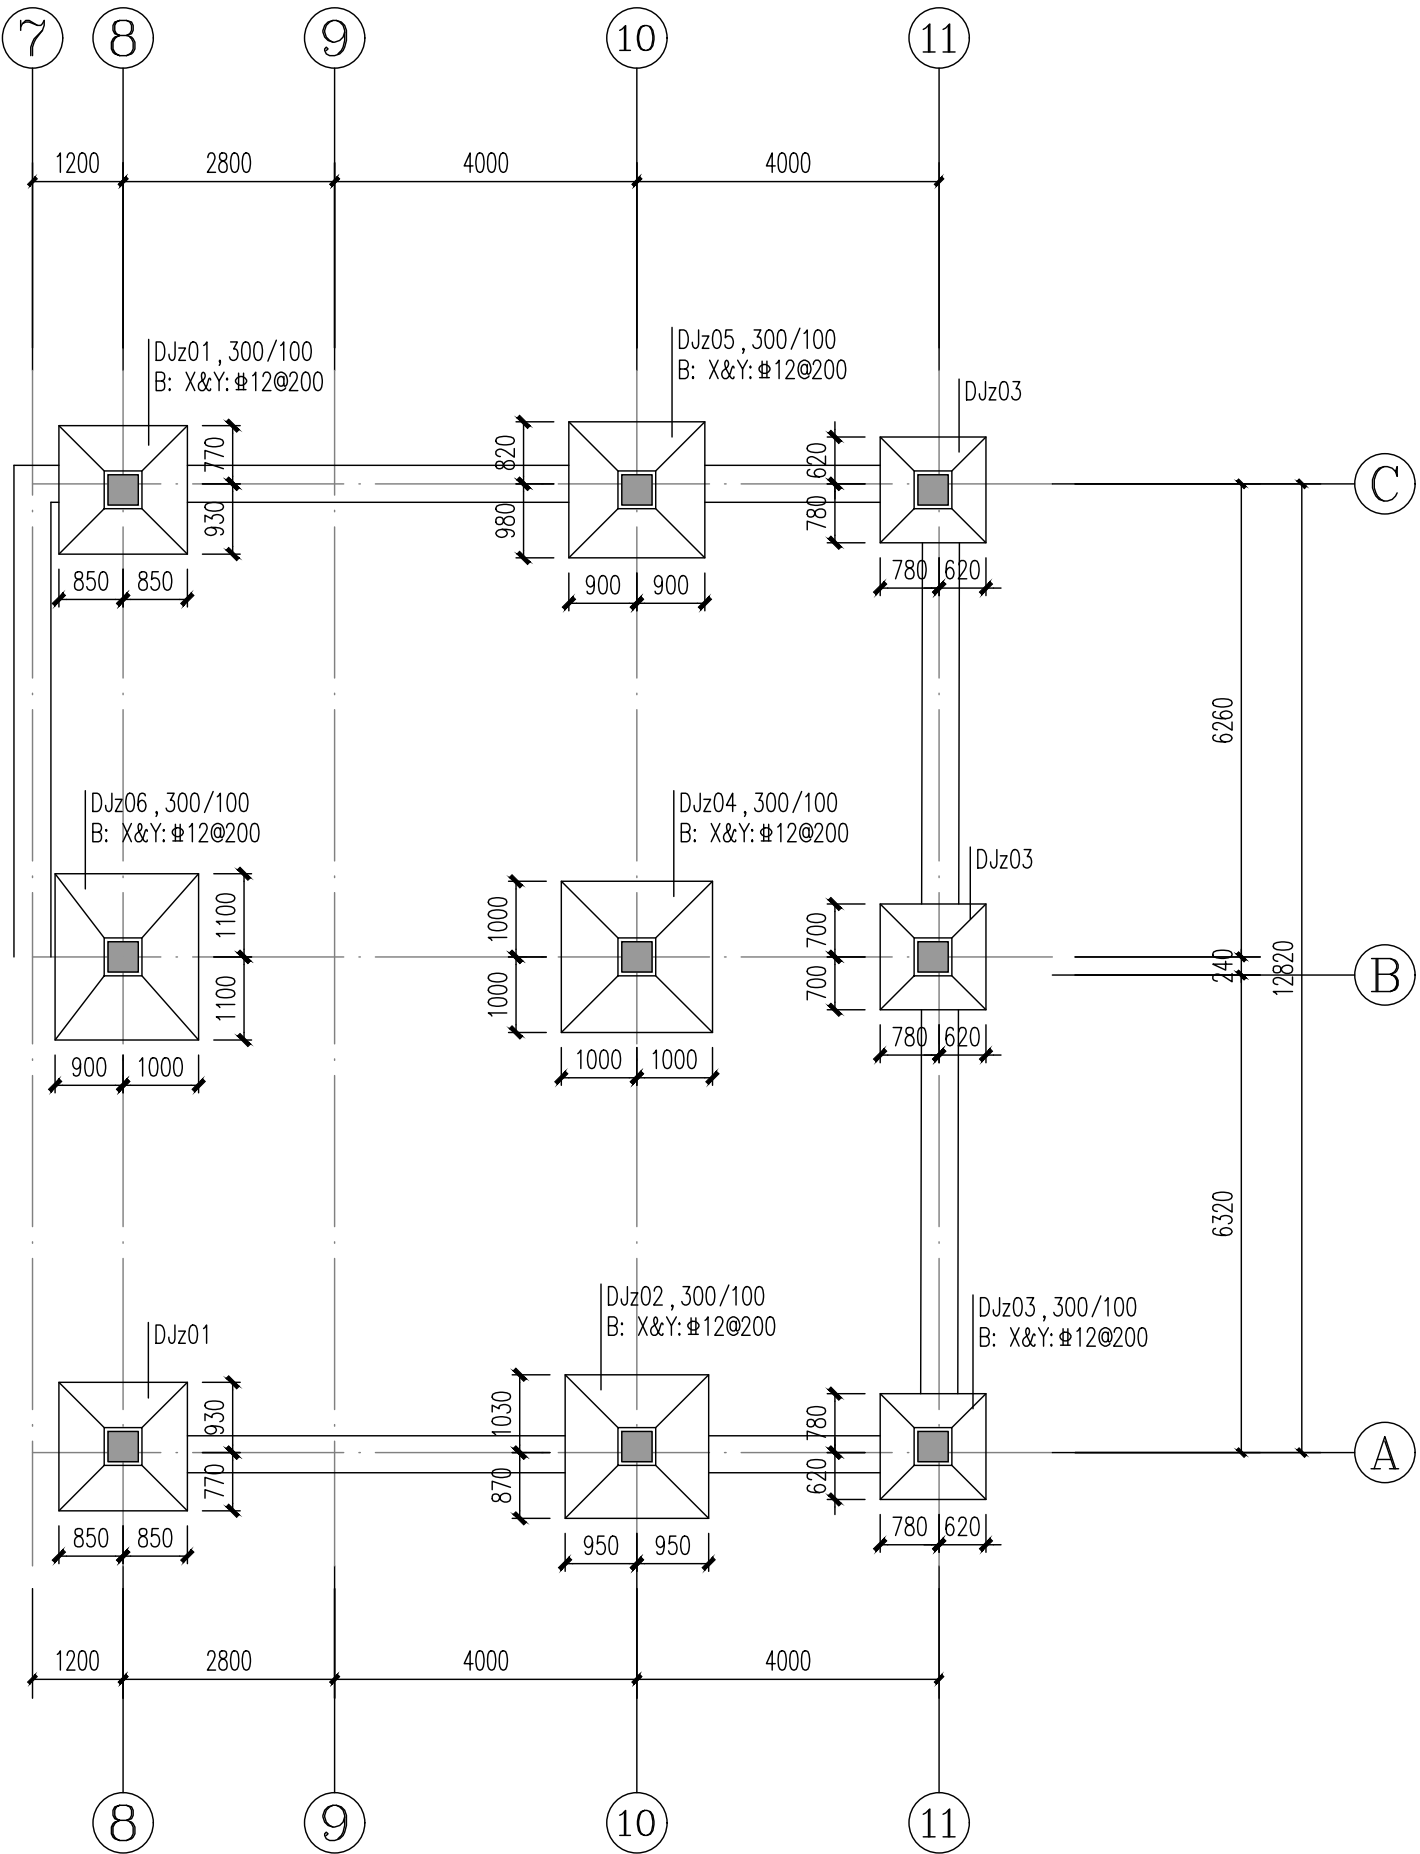 7 8 9 10 11
1200 2800 4000 4000
DJz01,300/100
B: X&Y:⏀12@200
DJz05,300/100
B: X&Y:⏀12@200
DJz03
770
930
820
980
620
780
C
850 850
900 900
780 620
6260
DJz06,300/100
B: X&Y:⏀12@200
DJz04,300/100
B: X&Y:⏀12@200
DJz03
1100
1100
1000
1000
700
700
240
12820
B
900 1000
1000 1000
780 620
6320
DJz01
DJz02,300/100
B: X&Y:⏀12@200
DJz03,300/100
B: X&Y:⏀12@200
930
770
1030
870
780
620
A
850 850
950 950
780 620
1200 2800 4000 4000
8 9 10 11